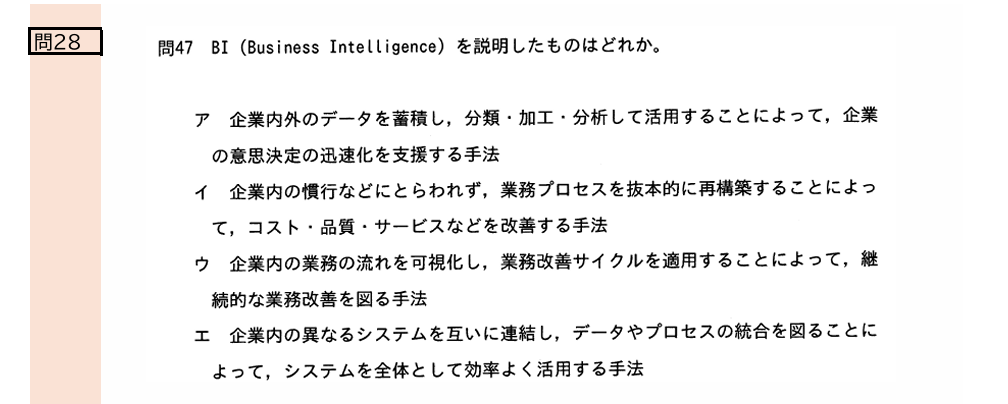 問28
問47　BI（Business Intelligence）を説明したものはどれか。
ア　企業内外のデータを蓄積し，分類・加工・分析して活用することによって，企業
の意思決定の迅速化を支援する手法
イ　企業内の慣行などにとらわれず，業務プロセスを抜本的に再構築することによっ
て，コスト・品質・サービスなどを改善する手法
ウ　企業内の業務の流れを可視化し，業務改善サイクルを適用することによって，継
続的な業務改善を図る手法
エ　企業内の異なるシステムを互いに連結し，データやプロセスの統合を図ることに
よって，システムを全体として効率よく活用する手法